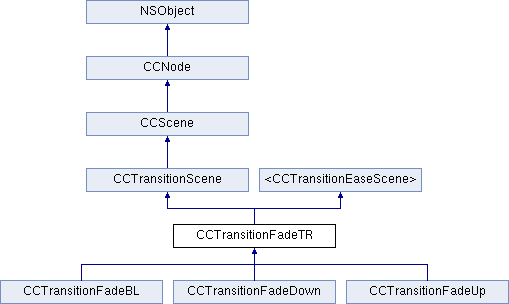 NSObject
CCNode
CCScene
CCTransitionScene
<CCTransitionEaseScene>
CCTransitionFadeTR
CCTransitionFadeBL
CCTransitionFadeDown
CCTransitionFadeUp